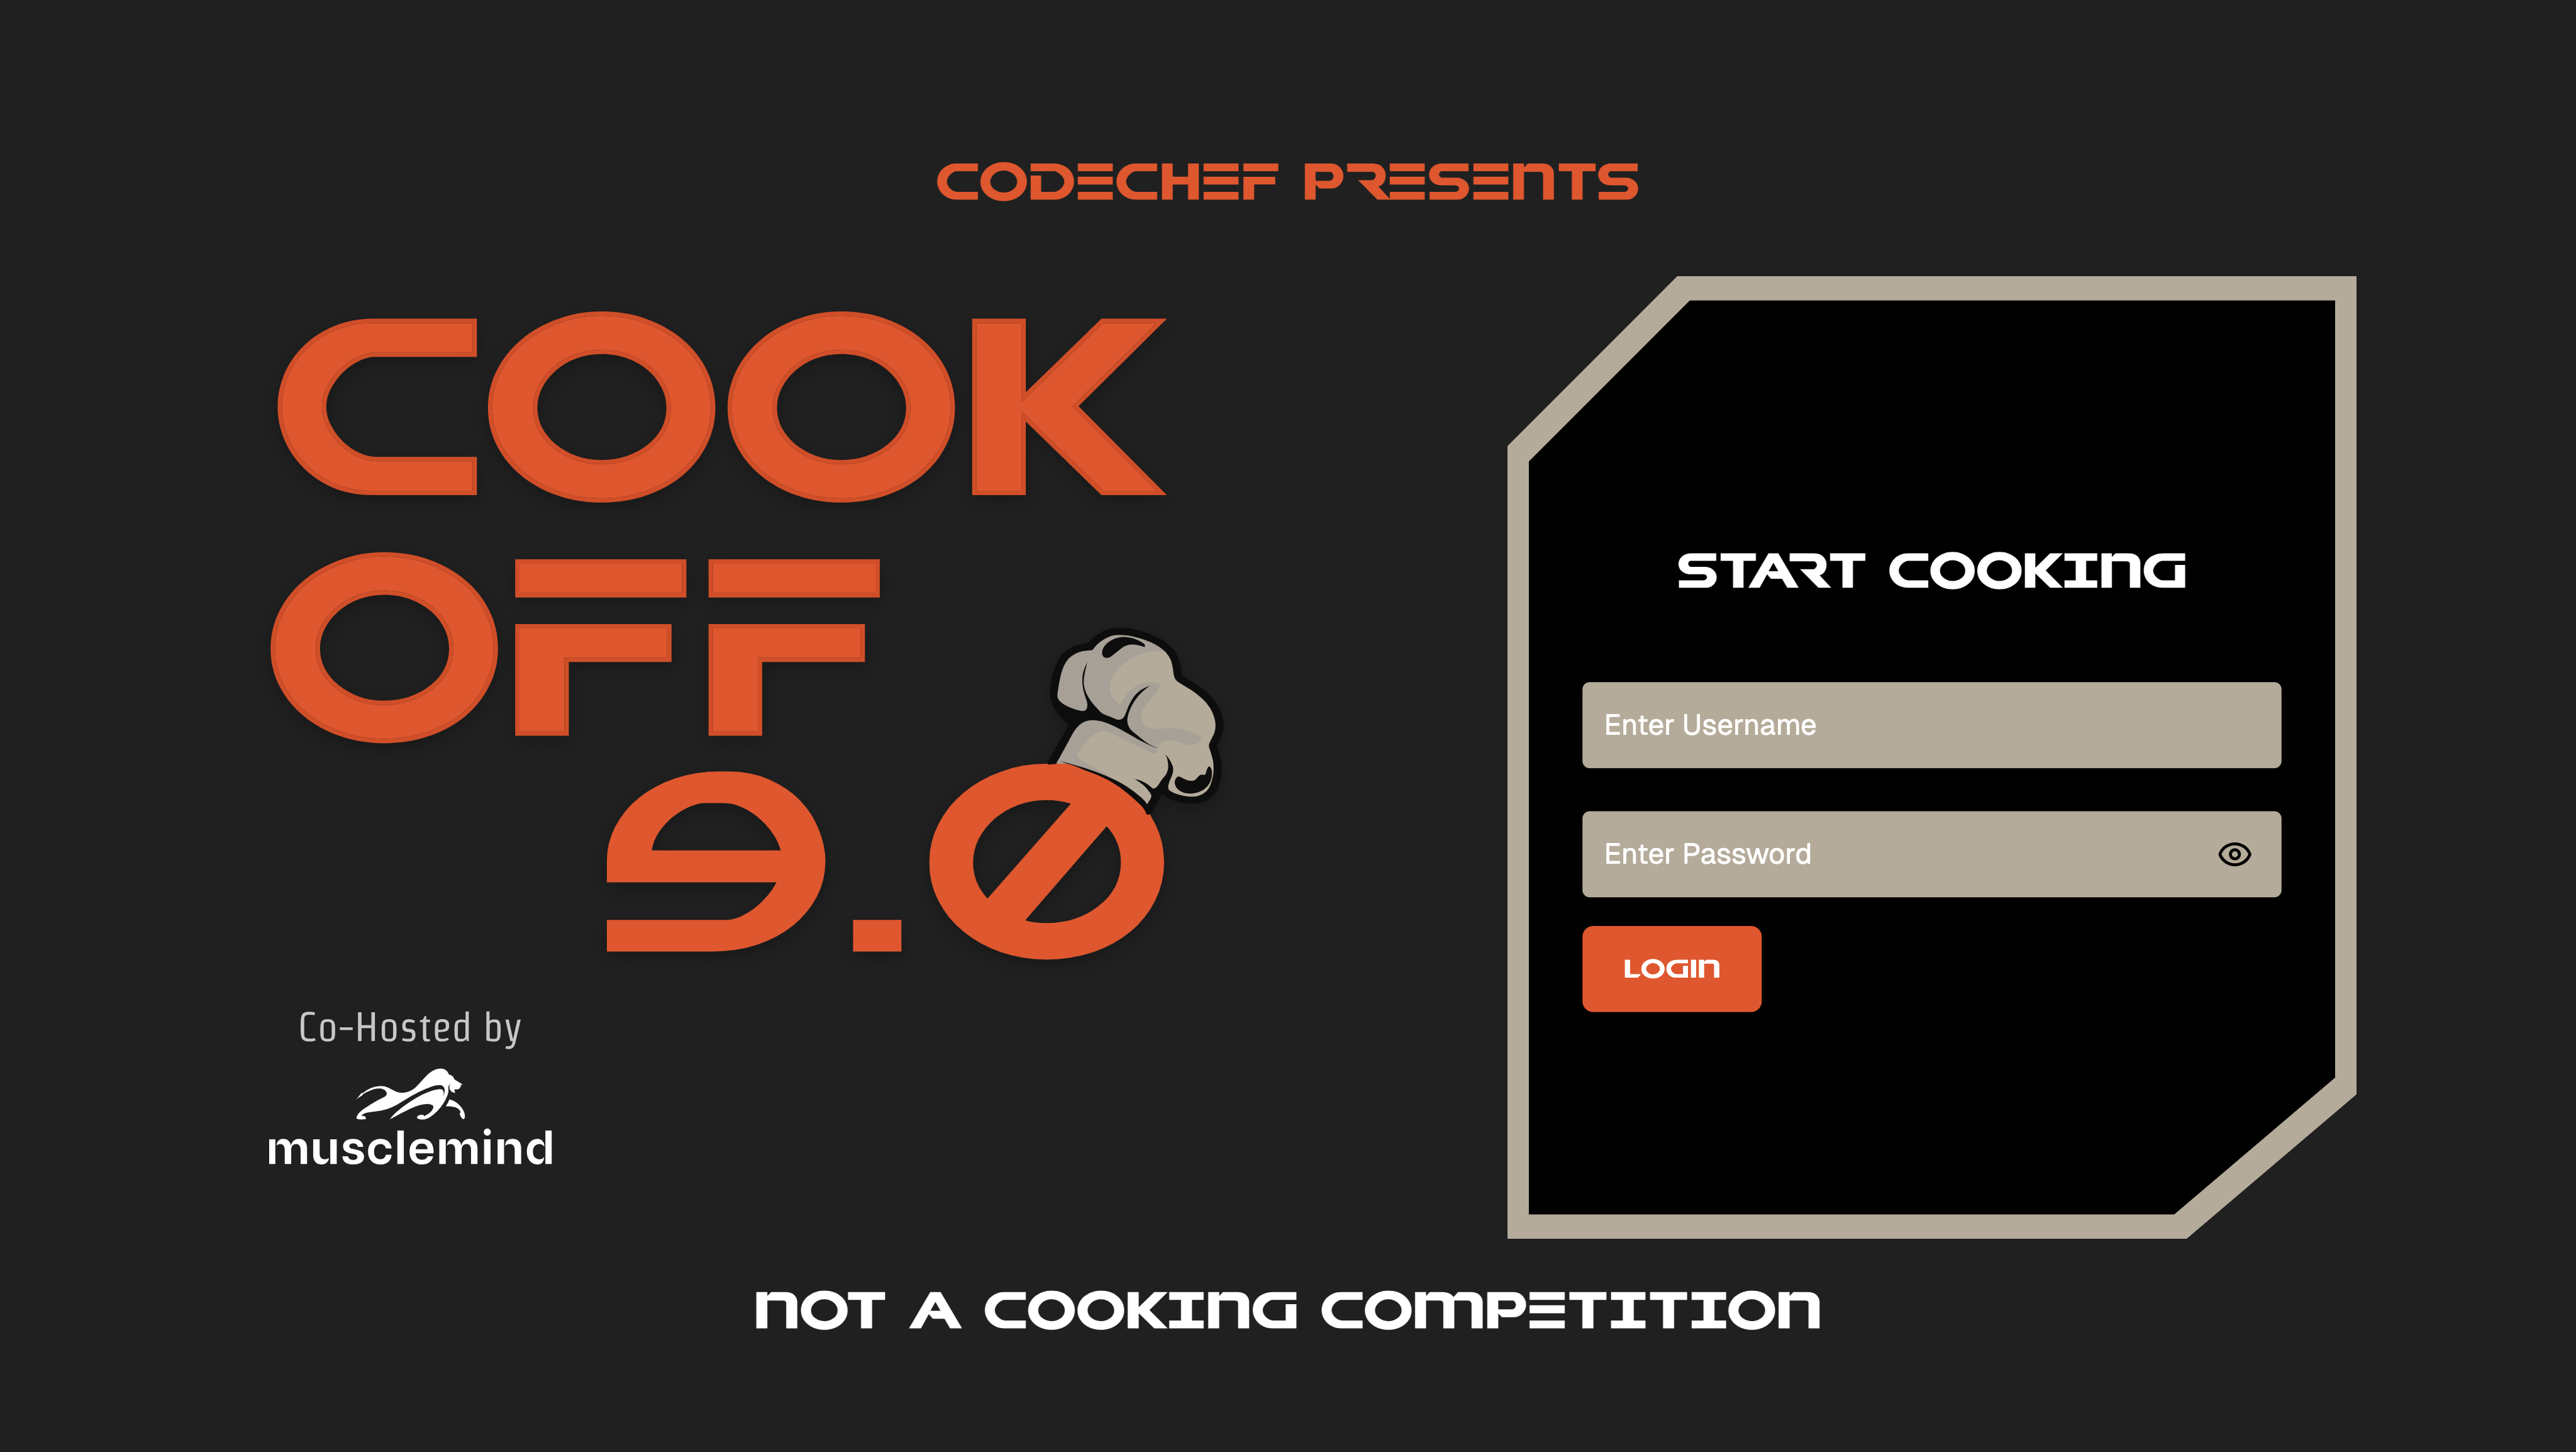 CODECHEF PRESENTS
COOK
OFF
9.0
Co-Hosted by
musclemind
START COOKING
Enter Username
Enter Password
LOGIN
NOT A COOKING COMPETITION